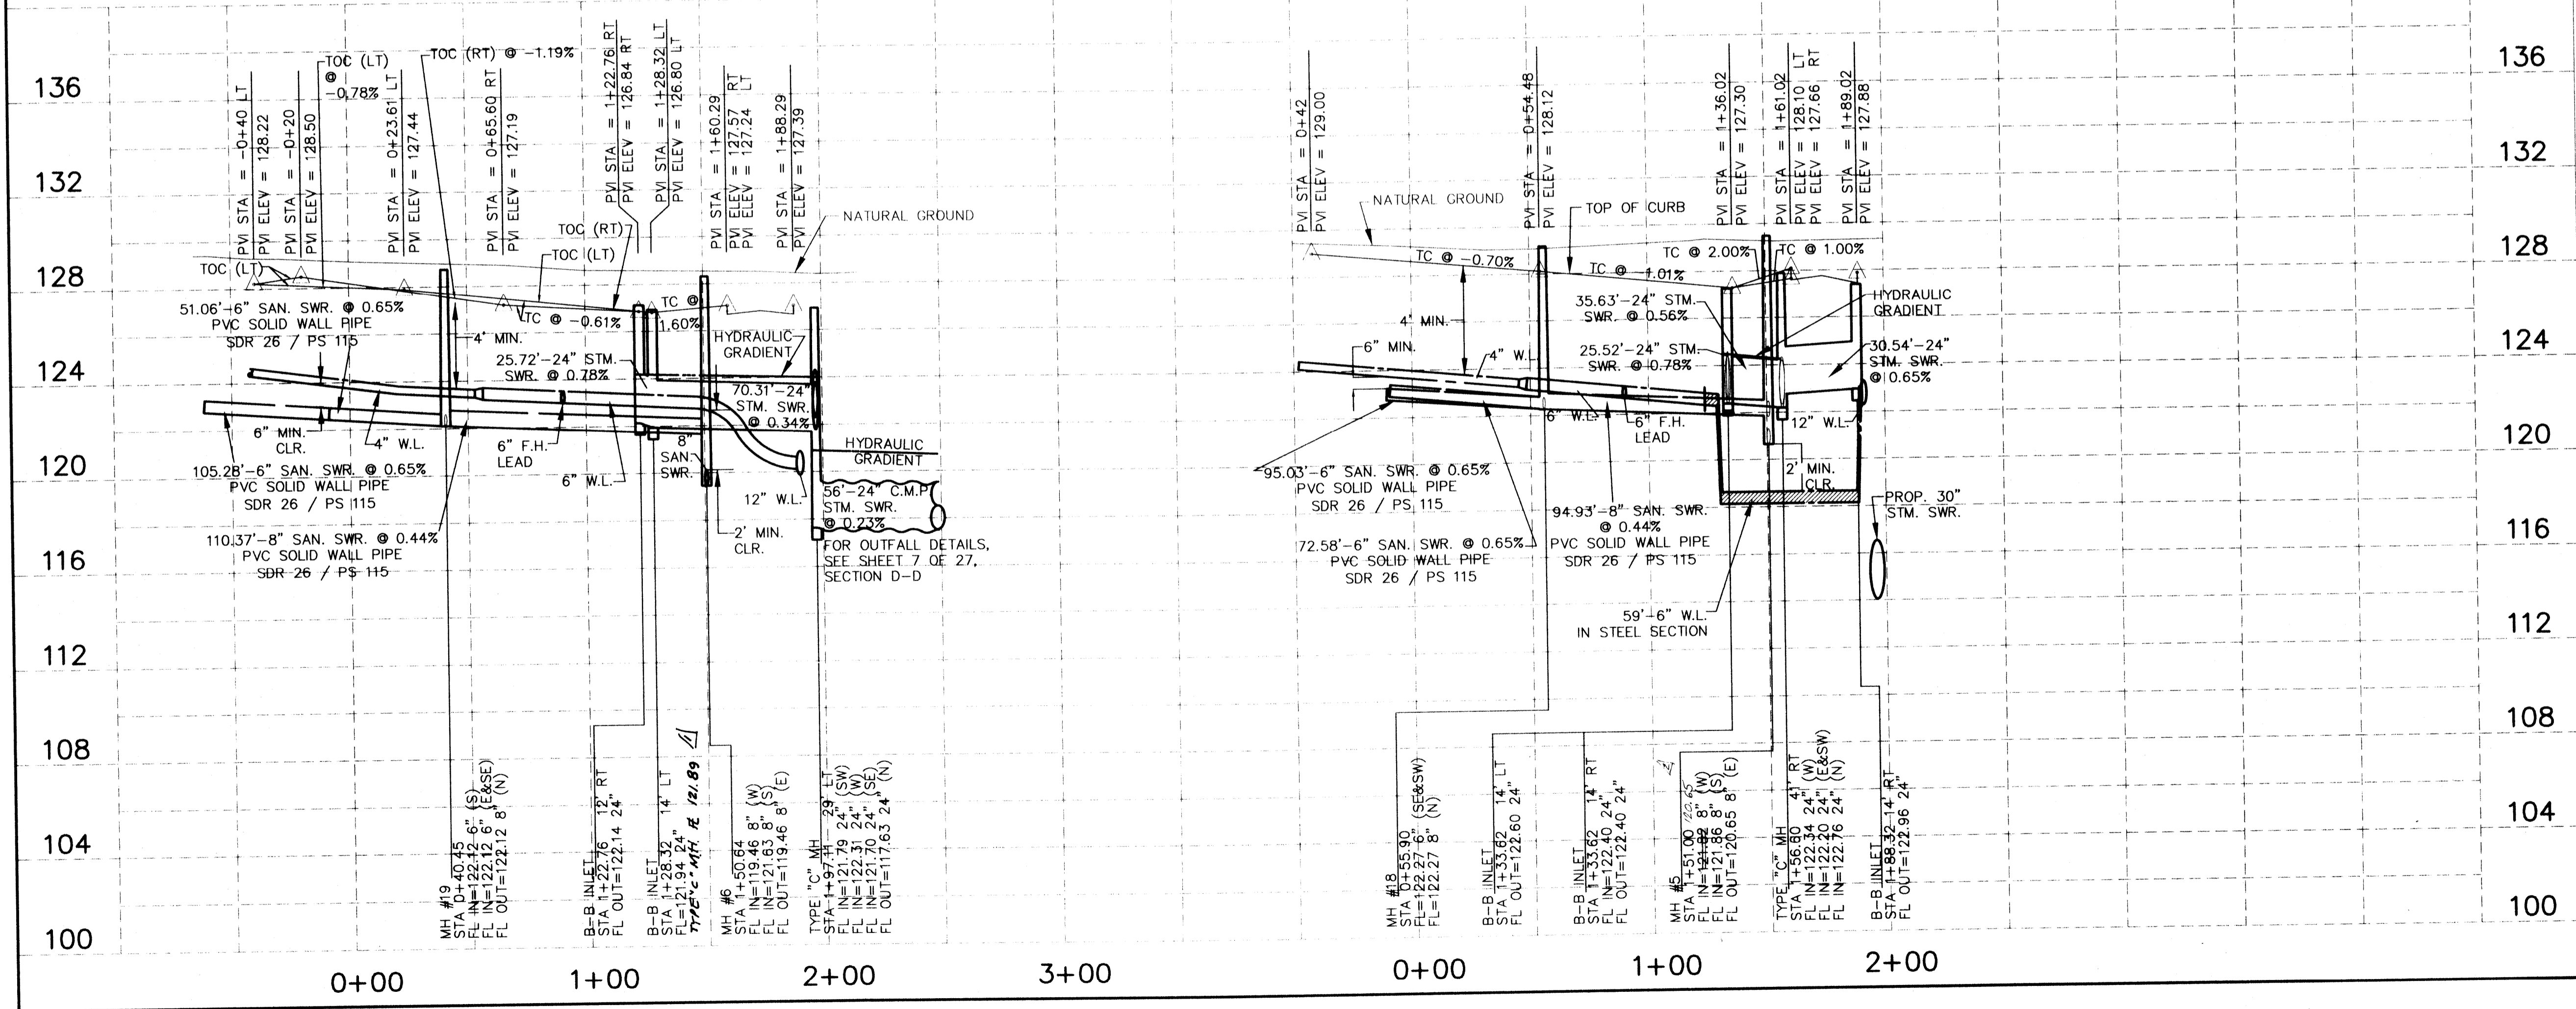 136
132
128
124
120
116
112
108
104
100
PVI STA = -0+40 LT
PVI ELEV = 128.22
PVI STA = -0+20
PVI ELEV = 128.50
TOC (LT)
@
-0.78%
PVI STA = 0+23.61 LT
PVI ELEV = 127.44
TOC (RT) @ -1.19%
PVI STA = 0+65.60 RT
PVI ELEV = 127.19
PVI STA = 1+22.76 RT
PVI ELEV = 126.84 RT
PVI STA = 1+28.32 LT
PVI ELEV = 126.80 LT
PVI STA = 1+60.29
PVI ELEV = 127.57 RT
PVI ELEV = 127.24 LT
PVI STA = 1+88.29
PVI ELEV = 127.39
NATURAL GROUND
TOC (RT)
TOC (LT)
TOC (LT)
51.06'-6" SAN. SWR. @ 0.65%
PVC SOLID WALL PIPE
SDR 26 / PS 115
TC @ -0.61%
TC @
1.60%
4' MIN.
25.72'-24" STM.
SWR. @ 0.78%
HYDRAULIC
GRADIENT
70.31'-24"
STM. SWR.
@ 0.34%
6" MIN.
CLR.
4" W.L.
6" F.H.
LEAD
6" W.L.
8"
SAN.
SWR.
HYDRAULIC
GRADIENT
105.28'-6" SAN. SWR. @ 0.65%
PVC SOLID WALL PIPE
SDR 26 / PS 115
12" W.L.
56'-24" C.M.P.
STM. SWR.
@ 0.23%
2' MIN.
CLR.
110.37'-8" SAN. SWR. @ 0.44%
PVC SOLID WALL PIPE
SDR 26 / PS 115
FOR OUTFALL DETAILS,
SEE SHEET 7 OF 27,
SECTION D-D
MH #19
STA 0+40.45
FL IN=122.12 6" (S)
FL IN=122.12 6" (E&SE)
FL OUT=122.12 8" (N)
B-B INLET
STA 1+22.76 12' RT
FL OUT=122.14 24"
B-B INLET
STA 1+28.32 14' LT
FL=121.94 24"
TYPE "C" MH. FL 121.89
MH #6
STA 1+50.64
FL IN=119.46 8" (W)
FL IN=121.63 8" (S)
FL OUT=119.46 8" (E)
TYPE "C" MH
STA 1+97.11 29' LT
FL IN=121.79 24" (SW)
FL IN=122.31 24" (W)
FL IN=121.70 24" (SE)
FL OUT=117.63 24" (N)
0+00
1+00
2+00
3+00
PVI STA = 0+42
PVI ELEV = 129.00
PVI STA = 0+54.48
PVI ELEV = 128.12
PVI STA = 1+36.02
PVI ELEV = 127.30
PVI STA = 1+61.02
PVI ELEV = 128.10 LT
PVI ELEV = 127.66 RT
PVI STA = 1+89.02
PVI ELEV = 127.88
NATURAL GROUND
TOP OF CURB
TC @ -0.70%
TC @ -1.01%
TC @ 2.00%
TC @ 1.00%
HYDRAULIC
GRADIENT
35.63'-24" STM.
SWR. @ 0.56%
4' MIN.
6" MIN.
4" W.L.
25.52'-24" STM.
SWR. @ 0.78%
30.54'-24"
STM. SWR.
@ 0.65%
6" W.L.
6" F.H.
LEAD
12" W.L.
2' MIN.
CLR.
95.03'-6" SAN. SWR. @ 0.65%
PVC SOLID WALL PIPE
SDR 26 / PS 115
PROP. 30"
STM. SWR.
94.93'-8" SAN. SWR.
@ 0.44%
PVC SOLID WALL PIPE
SDR 26 / PS 115
72.58'-6" SAN. SWR. @ 0.65%
PVC SOLID WALL PIPE
SDR 26 / PS 115
59'-6" W.L.
IN STEEL SECTION
MH #18
STA 0+55.90
FL=122.27 6" (SE&SW)
FL=122.27 8" (N)
B-B INLET
STA 1+33.62 14' LT
FL OUT=122.60 24"
B-B INLET
STA 1+33.62 14' RT
FL IN=122.40 24"
FL OUT=122.40 24"
MH #5
STA 1+51.00 120.65
FL IN=121.82 8" (W)
FL IN=121.86 8" (S)
FL OUT=120.65 8" (E)
TYPE "C" MH
STA 1+56.60 41' RT
FL IN=122.34 24" (W)
FL IN=122.20 24" (E&SW)
FL IN=122.76 24" (N)
B-B INLET
STA 1+88.32 14' RT
FL OUT=122.96 24"
0+00
1+00
2+00
136
132
128
124
120
116
112
108
104
100